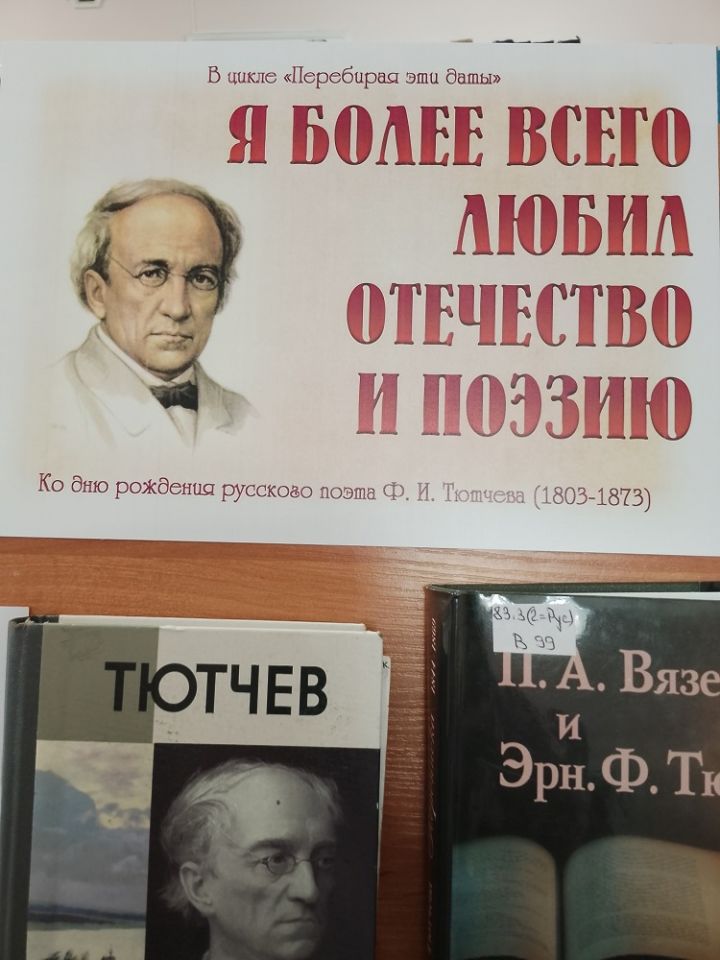 В цикле «Перебирая эти даты»
Я БОЛЕЕ ВСЕГО
ЛЮБИЛ
ОТЕЧЕСТВО
И ПОЭЗИЮ
Ко дню рождения русского поэта Ф. И. Тютчева (1803-1873)
ТЮТЧЕВ
83.3(2=Рус)
В 99
П. А. Вязе
и
Эрн. Ф. Тю